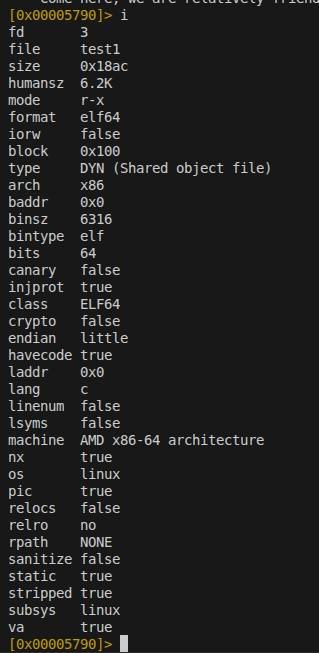 come here, we are relatively friend
[0x00005790]> i
fd 3
file test1
size 0x18ac
humansz 6.2K
mode r-x
format elf64
iorw false
block 0x100
type DYN (Shared object file)
arch x86
baddr 0x0
binsz 6316
bintype elf
bits 64
canary false
injprot true
class ELF64
crypto false
endian little
havecode true
laddr 0x0
lang c
linenum false
lsyms false
machine AMD x86-64 architecture
nx true
os linux
pic true
relocs false
relro no
rpath NONE
sanitize false
static true
stripped true
subsys linux
va true
[0x00005790]>